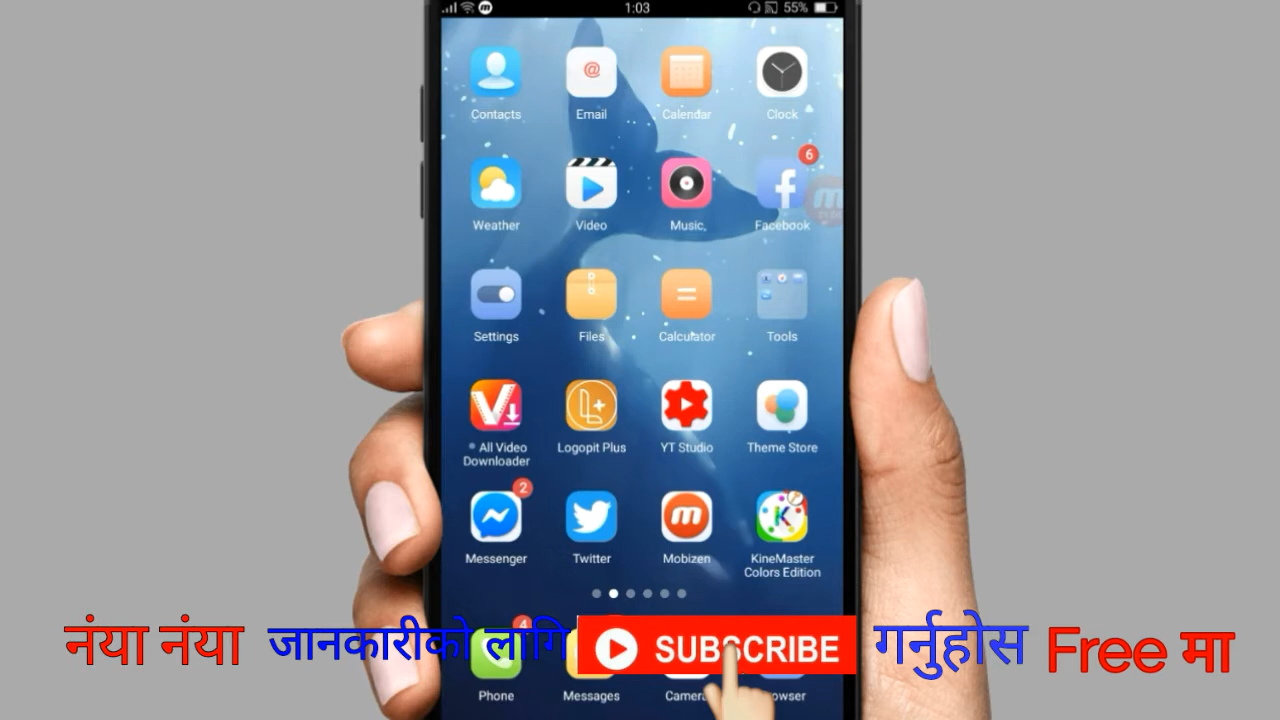 1:03
55%
Contacts
Email
Calendar
Clock
6
Weather
Video
Music
Facebook
Settings
Files
Calculator
Tools
All Video
Downloader
Logopit Plus
YT Studio
Theme Store
2
Messenger
Twitter
Mobizen
KineMaster
Colors Edition
4
नंया नंया जानकारीको लागि SUBSCRIBE गर्नुहोस Free मा
Phone
Messages